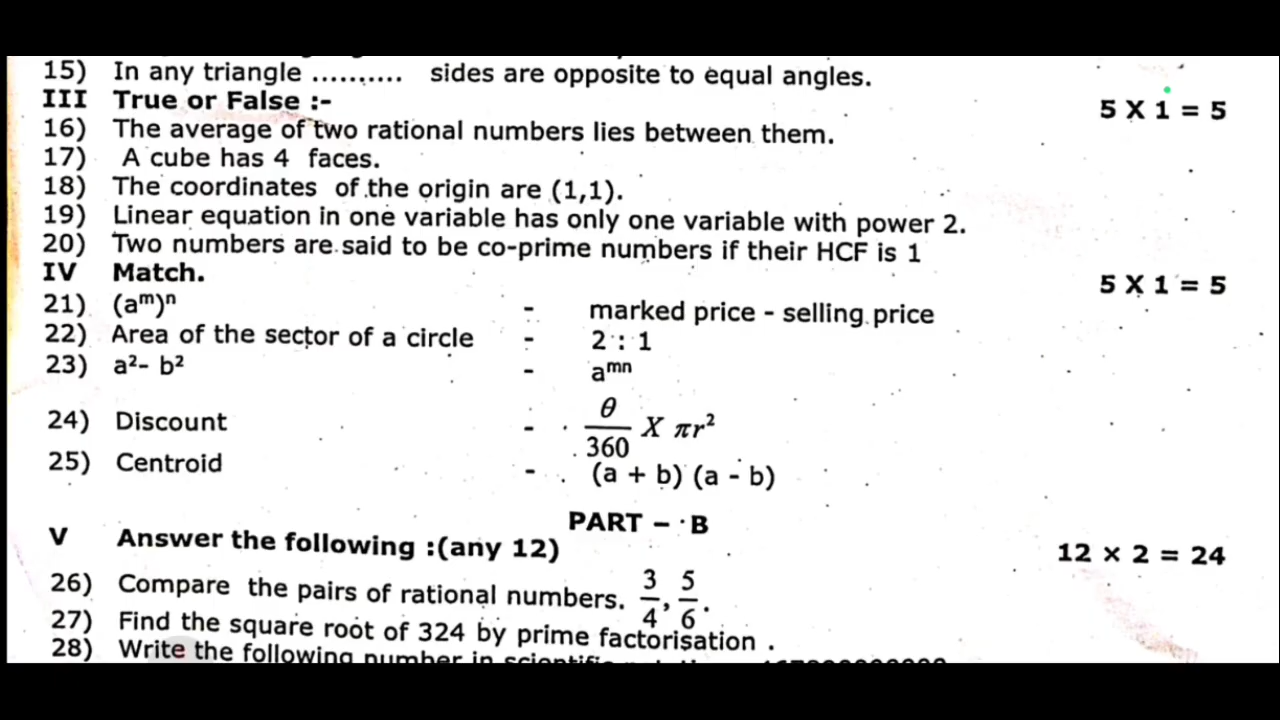 15) In any triangle .......... sides are opposite to equal angles.
III True or False :- 5 X 1 = 5
16) The average of two rational numbers lies between them.
17) A cube has 4 faces.
18) The coordinates of the origin are (1,1).
19) Linear equation in one variable has only one variable with power 2.
20) Two numbers are said to be co-prime numbers if their HCF is 1
IV Match. 5 X 1 = 5
21) (aᵐ)ⁿ - marked price - selling price
22) Area of the sector of a circle - 2 : 1
23) a²- b² - aᵐⁿ
24) Discount - θ/360 X πr²
25) Centroid - (a + b) (a - b)
PART - B
V Answer the following :(any 12) 12 × 2 = 24
26) Compare the pairs of rational numbers. 3/4, 5/6.
27) Find the square root of 324 by prime factorisation .
28) Write the following number in scientific